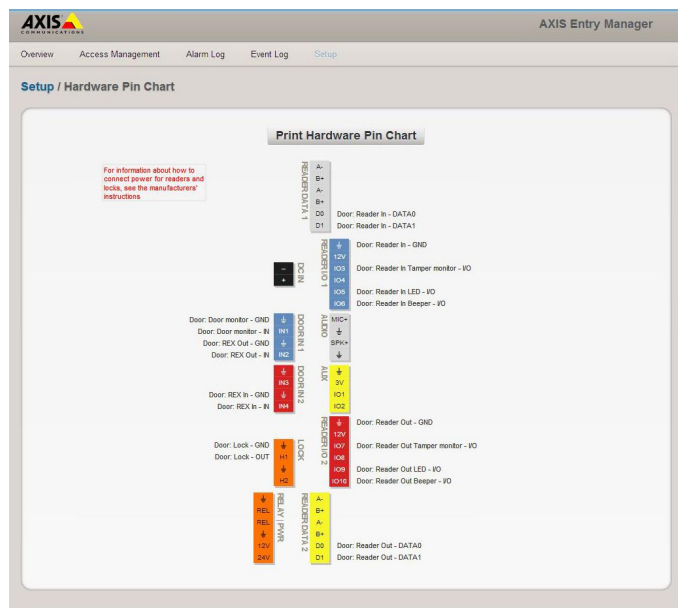 AXIS
COMMUNICATIONS
AXIS Entry Manager
Overview Access Management Alarm Log Event Log Setup
Setup / Hardware Pin Chart
Print Hardware Pin Chart
For information about how to
connect power for readers and
locks, see the manufacturers'
instructions
READER DATA 1
A-
B+
A-
B+
D0 Door: Reader In - DATA0
D1 Door: Reader In - DATA1
READER I/O 1
Door: Reader In - GND
12V
IO3 Door: Reader In Tamper monitor - I/O
IO4
IO5 Door: Reader In LED - I/O
IO6 Door: Reader In Beeper - I/O
-
+
DC IN
Door: Door monitor - GND
Door: Door monitor - IN IN1
Door: REX Out - GND
Door: REX Out - IN IN2
DOOR IN 1
AUDIO
MIC+
SPK+
IN3
Door: REX In - GND
Door: REX In - IN IN4
DOOR IN 2
AUX
3V
IO1
IO2
READER I/O 2
Door: Reader Out - GND
12V
IO7 Door: Reader Out Tamper monitor - I/O
IO8
IO9 Door: Reader Out LED - I/O
IO10 Door: Reader Out Beeper - I/O
Door: Lock - GND
Door: Lock - OUT H1
H2
LOCK
REL
REL
12V
24V
RELAY | PWR
READER DATA 2
A-
B+
A-
B+
D0 Door: Reader Out - DATA0
D1 Door: Reader Out - DATA1